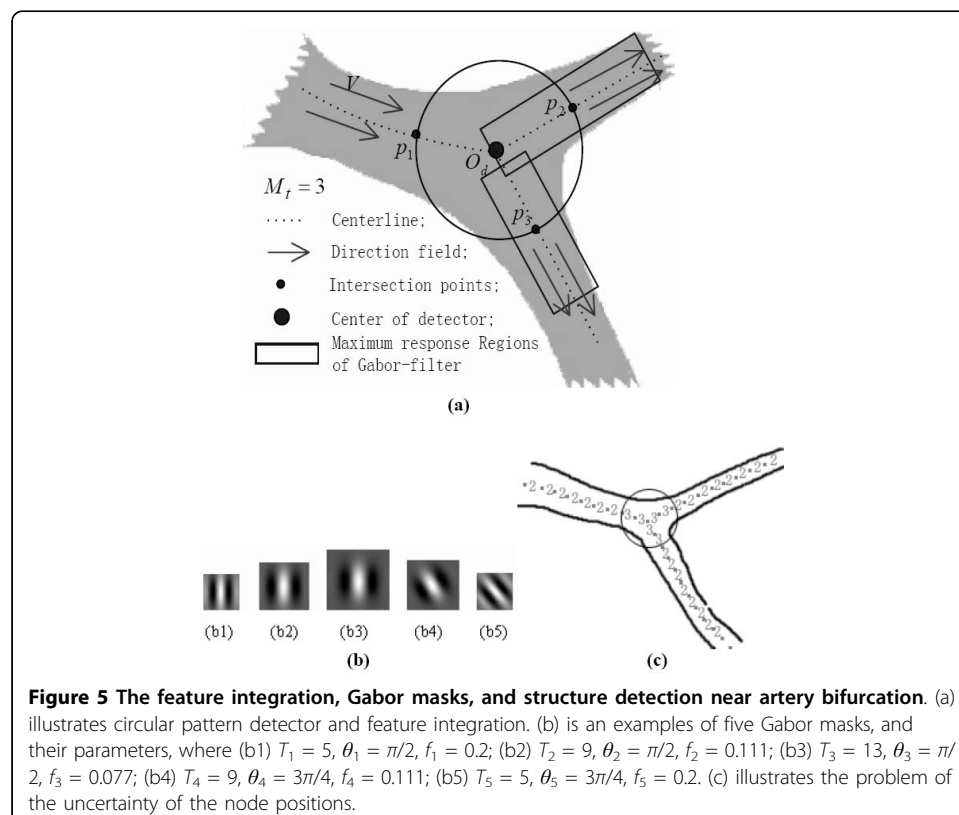 V
p₁
p₂
O_d
p₃
M_t = 3
Centerline;
Direction field;
Intersection points;
Center of detector;
Maximum response Regions
of Gabor-filter
(a)
(b1) (b2) (b3) (b4) (b5)
(b)
(c)
Figure 5 The feature integration, Gabor masks, and structure detection near artery bifurcation. (a)
illustrates circular pattern detector and feature integration. (b) is an examples of five Gabor masks, and
their parameters, where (b1) T₁ = 5, θ₁ = π/2, f₁ = 0.2; (b2) T₂ = 9, θ₂ = π/2, f₂ = 0.111; (b3) T₃ = 13, θ₃ = π/
2, f₃ = 0.077; (b4) T₄ = 9, θ₄ = 3π/4, f₄ = 0.111; (b5) T₅ = 5, θ₅ = 3π/4, f₅ = 0.2. (c) illustrates the problem of
the uncertainty of the node positions.